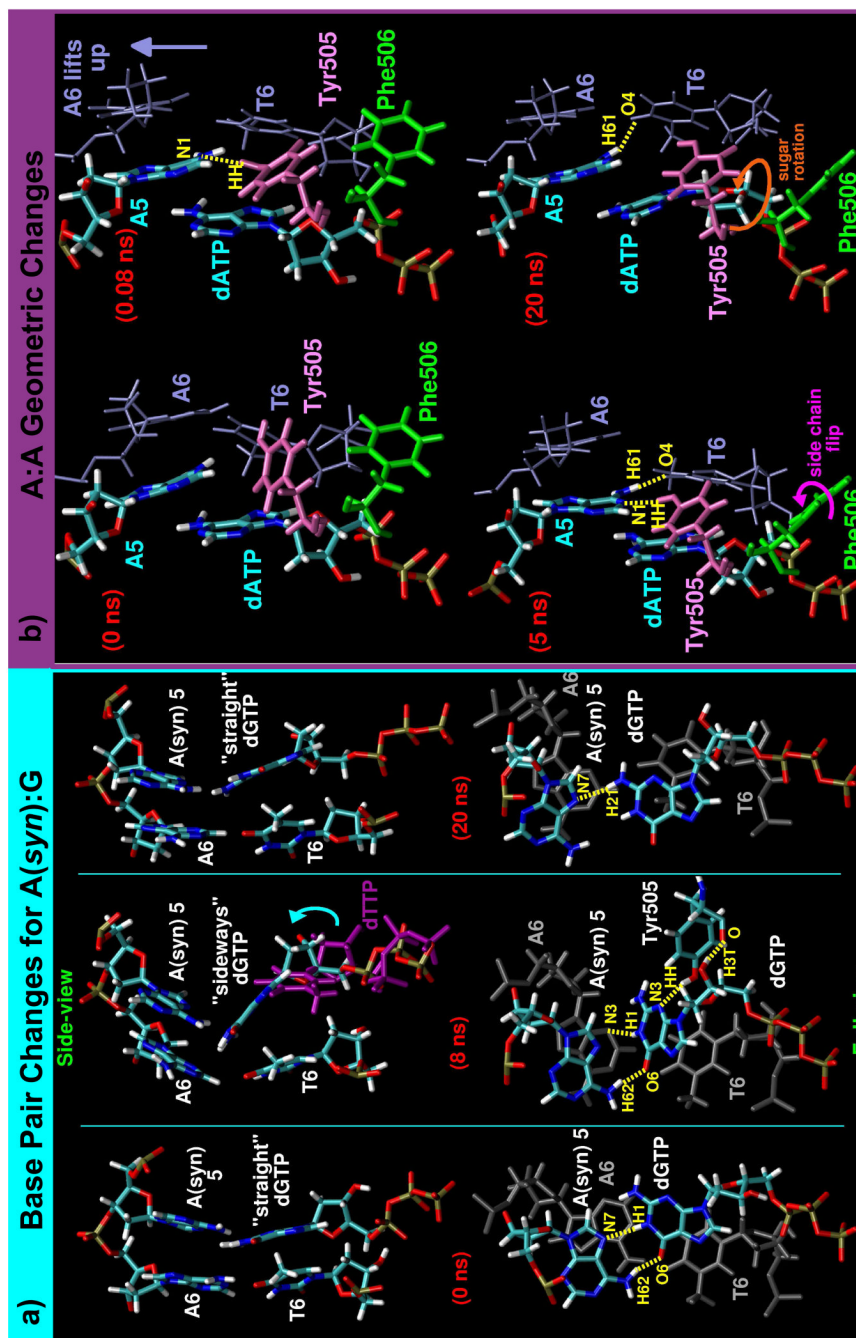 a) Base Pair Changes for A(syn):G
Side-view
A6
A(syn)
5
T6
"straight"
dGTP
(0 ns)
A6
A(syn) 5
T6
"sideways"
dGTP
dTTP
(8 ns)
A6
A(syn) 5
T6
"straight"
dGTP
(20 ns)
A(syn) 5
A6
dGTP
N7
H1
H62
O6
T6
A6
A(syn) 5
Tyr505
N3
H1
N3
HH
H62
O6
H3T
O
dGTP
T6
A6
A(syn) 5
dGTP
N7
H21
T6
b) A:A Geometric Changes
(0 ns)
A5
A6
dATP
T6
Tyr505
Phe506
(0.08 ns)
A6 lifts
up
A5
N1
HH
dATP
T6
Tyr505
Phe506
(5 ns)
A5
A6
N1
HH
H61
O4
dATP
T6
Tyr505
side chain
flip
Phe506
(20 ns)
A5
A6
H61
O4
dATP
T6
Tyr505
sugar
rotation
Phe506